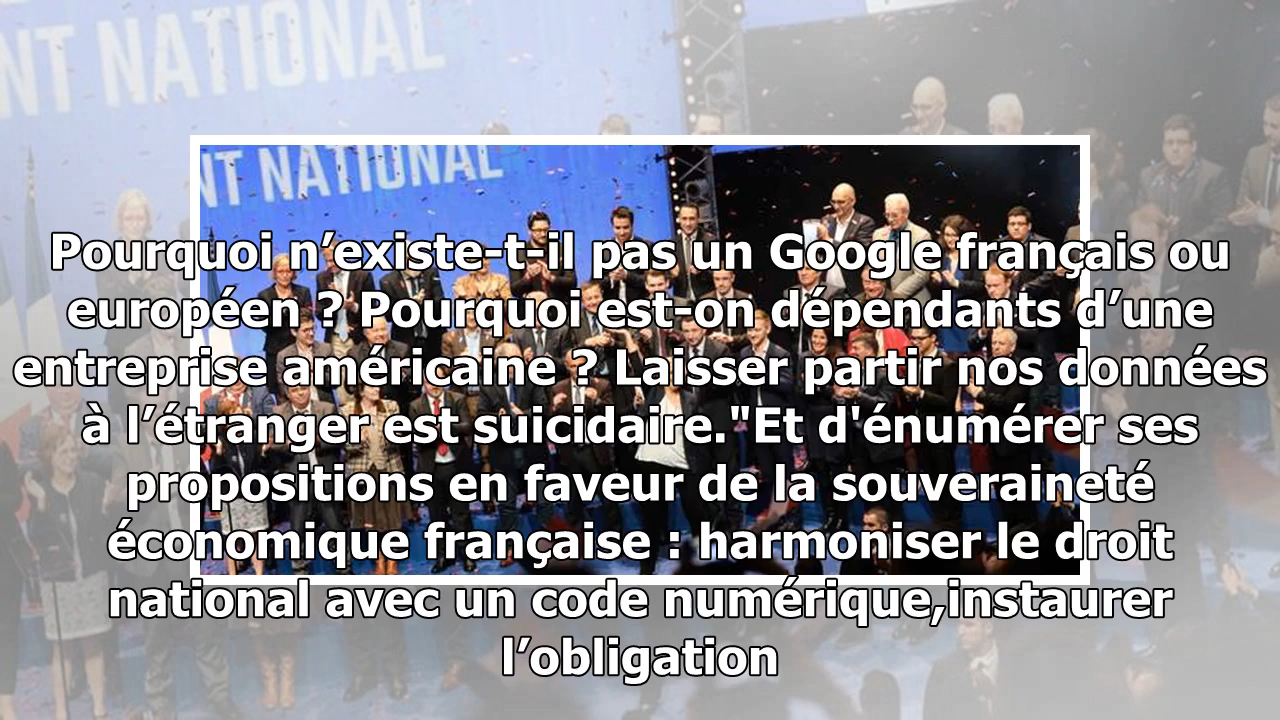 NT NATIONAL
NT NATIONAL
Pourquoi n’existe-t-il pas un Google français ou
européen ? Pourquoi est-on dépendants d’une
entreprise américaine ? Laisser partir nos données
à l’étranger est suicidaire."Et d'énumérer ses
propositions en faveur de la souveraineté
économique française : harmoniser le droit
national avec un code numérique,instaurer
l’obligation